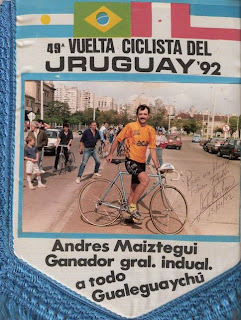 49ª VUELTA CICLISTA DEL
URUGUAY '92
Andres Maiztegui
Ganador gral. indual.
a todo
Gualeguaychú